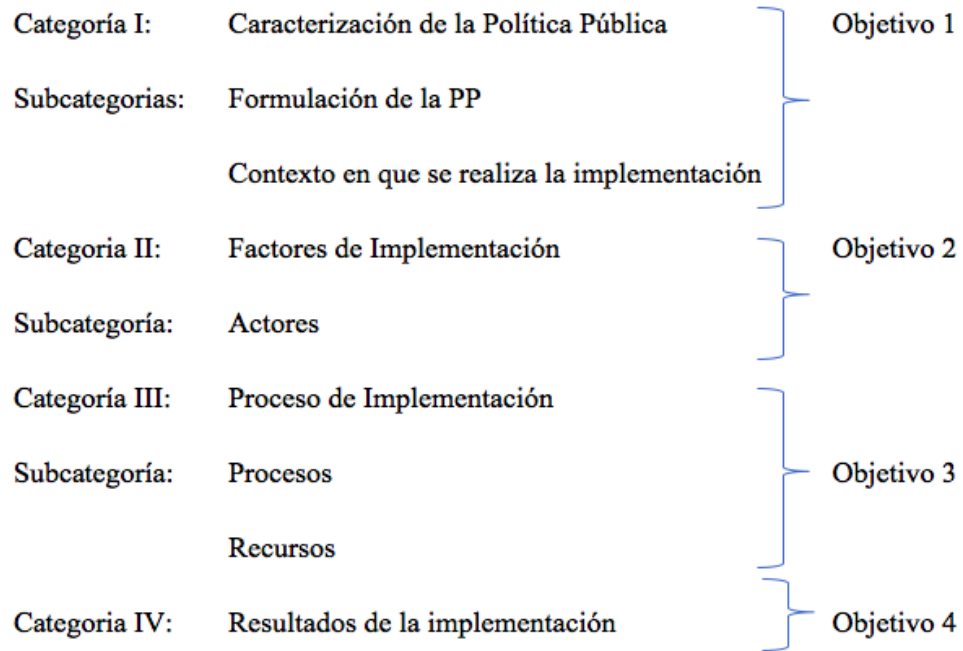 Categoría I: Caracterización de la Política Pública Objetivo 1
Subcategorias: Formulación de la PP
Contexto en que se realiza la implementación
Categoria II: Factores de Implementación Objetivo 2
Subcategoría: Actores
Categoría III: Proceso de Implementación
Subcategoría: Procesos Objetivo 3
Recursos
Categoria IV: Resultados de la implementación Objetivo 4